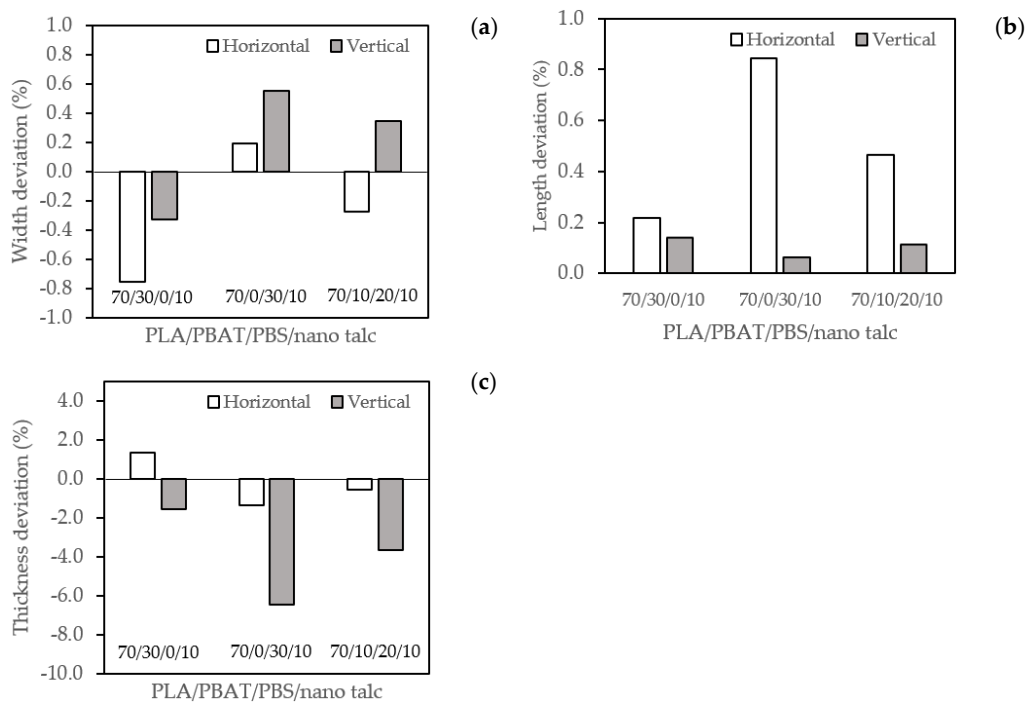 (a)
Width deviation (%)
1.0
0.8
0.6
0.4
0.2
0.0
-0.2
-0.4
-0.6
-0.8
-1.0
Horizontal Vertical
70/30/0/10 70/0/30/10 70/10/20/10
PLA/PBAT/PBS/nano talc
(b)
Length deviation (%)
1.0
0.8
0.6
0.4
0.2
0.0
Horizontal Vertical
70/30/0/10 70/0/30/10 70/10/20/10
PLA/PBAT/PBS/nano talc
(c)
Thickness deviation (%)
4.0
2.0
0.0
-2.0
-4.0
-6.0
-8.0
-10.0
Horizontal Vertical
70/30/0/10 70/0/30/10 70/10/20/10
PLA/PBAT/PBS/nano talc